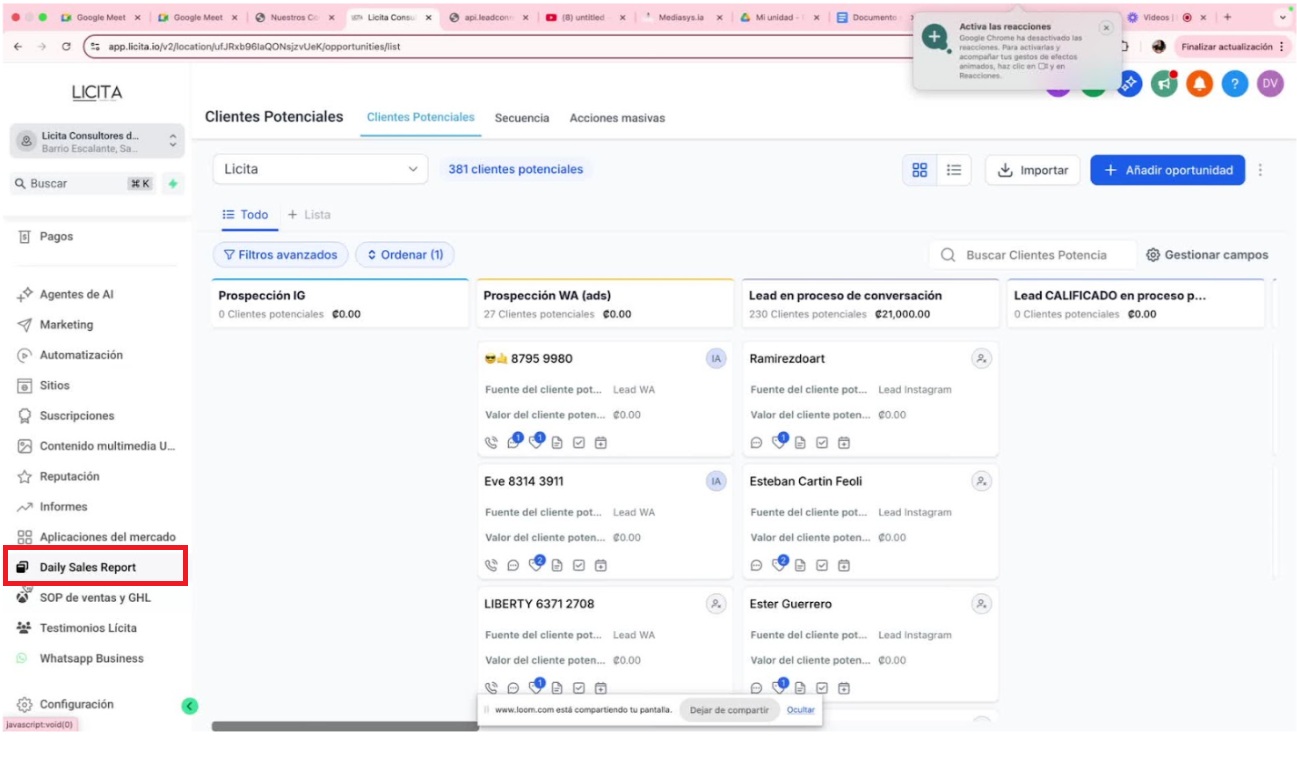 Google Meet
Google Meet
Nuestros Co
Licita Consu
api.leadconn
(8) untitled
Mediasys.ia
Mi unidad -
Documento
Videos |
app.licita.io/v2/location/ufJRxb96IaQONsjzvUeK/opportunities/list
Finalizar actualización
Activa las reacciones
Google Chrome ha desactivado las
reacciones. Para activarlas y
acompañar tus gestos de efectos
animados, haz clic en y en
Reacciones.
LICITA
DV
Clientes Potenciales
Clientes Potenciales
Secuencia
Acciones masivas
Licita Consultores d...
Barrio Escalante, Sa...
Buscar
⌘ K
Licita
381 clientes potenciales
Importar
+ Añadir oportunidad
Todo
+ Lista
Filtros avanzados
Ordenar (1)
Buscar Clientes Potencia
Gestionar campos
Pagos
Agentes de AI
Marketing
Automatización
Sitios
Suscripciones
Contenido multimedia U...
Reputación
Informes
Aplicaciones del mercado
Daily Sales Report
SOP de ventas y GHL
Testimonios Lícita
Whatsapp Business
Configuración
javascript:void(0)
Prospección IG
0 Clientes potenciales ₡0.00
Prospección WA (ads)
27 Clientes potenciales ₡0.00
😎🤙 8795 9980
IA
Fuente del cliente pot... Lead WA
Valor del cliente poten... ₡0.00
1
1
Eve 8314 3911
IA
Fuente del cliente pot... Lead WA
Valor del cliente poten... ₡0.00
2
LIBERTY 6371 2708
Fuente del cliente pot... Lead WA
Valor del cliente poten... ₡0.00
1
Lead en proceso de conversación
230 Clientes potenciales ₡21,000.00
Ramirezdoart
Fuente del cliente pot... Lead Instagram
Valor del cliente poten... ₡0.00
1
Esteban Cartin Feoli
Fuente del cliente pot... Lead Instagram
Valor del cliente poten... ₡0.00
2
Ester Guerrero
Fuente del cliente pot... Lead Instagram
Valor del cliente poten... ₡0.00
1
Lead CALIFICADO en proceso p...
0 Clientes potenciales ₡0.00
www.loom.com está compartiendo tu pantalla.
Dejar de compartir
Ocultar